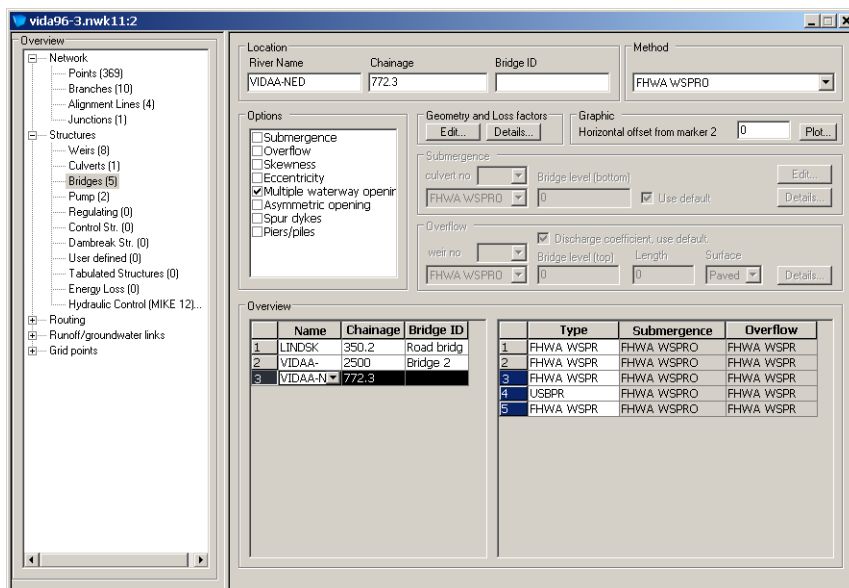 vida96-3.nwk11:2
Overview
Network
Points (369)
Branches (10)
Alignment Lines (4)
Junctions (1)
Structures
Weirs (8)
Culverts (1)
Bridges (5)
Pump (2)
Regulating (0)
Control Str. (0)
Dambreak Str. (0)
User defined (0)
Tabulated Structures (0)
Energy Loss (0)
Hydraulic Control (MIKE 12)...
Routing
Runoff/groundwater links
Grid points
Location
River Name Chainage Bridge ID
VIDAA-NED 772.3
Method
FHWA WSPRO
Options
Submergence
Overflow
Skewness
Eccentricity
Multiple waterway openin
Asymmetric opening
Spur dykes
Piers/piles
Geometry and Loss factors
Edit... Details...
Graphic
Horizontal offset from marker 2 0 Plot...
Submergence
culvert no Bridge level (bottom) Edit...
FHWA WSPRO 0 Use default Details...
Overflow
weir no Discharge coefficient, use default.
Bridge level (top) Length Surface
FHWA WSPRO 0 0 Paved Details...
Overview
Name Chainage Bridge ID
1 LINDSK 350.2 Road bridg
2 VIDAA- 2500 Bridge 2
3 VIDAA-N 772.3
Type Submergence Overflow
1 FHWA WSPR FHWA WSPRO FHWA WSPR
2 FHWA WSPR FHWA WSPRO FHWA WSPR
3 FHWA WSPR FHWA WSPRO FHWA WSPR
4 USBPR FHWA WSPRO FHWA WSPR
5 FHWA WSPR FHWA WSPRO FHWA WSPR